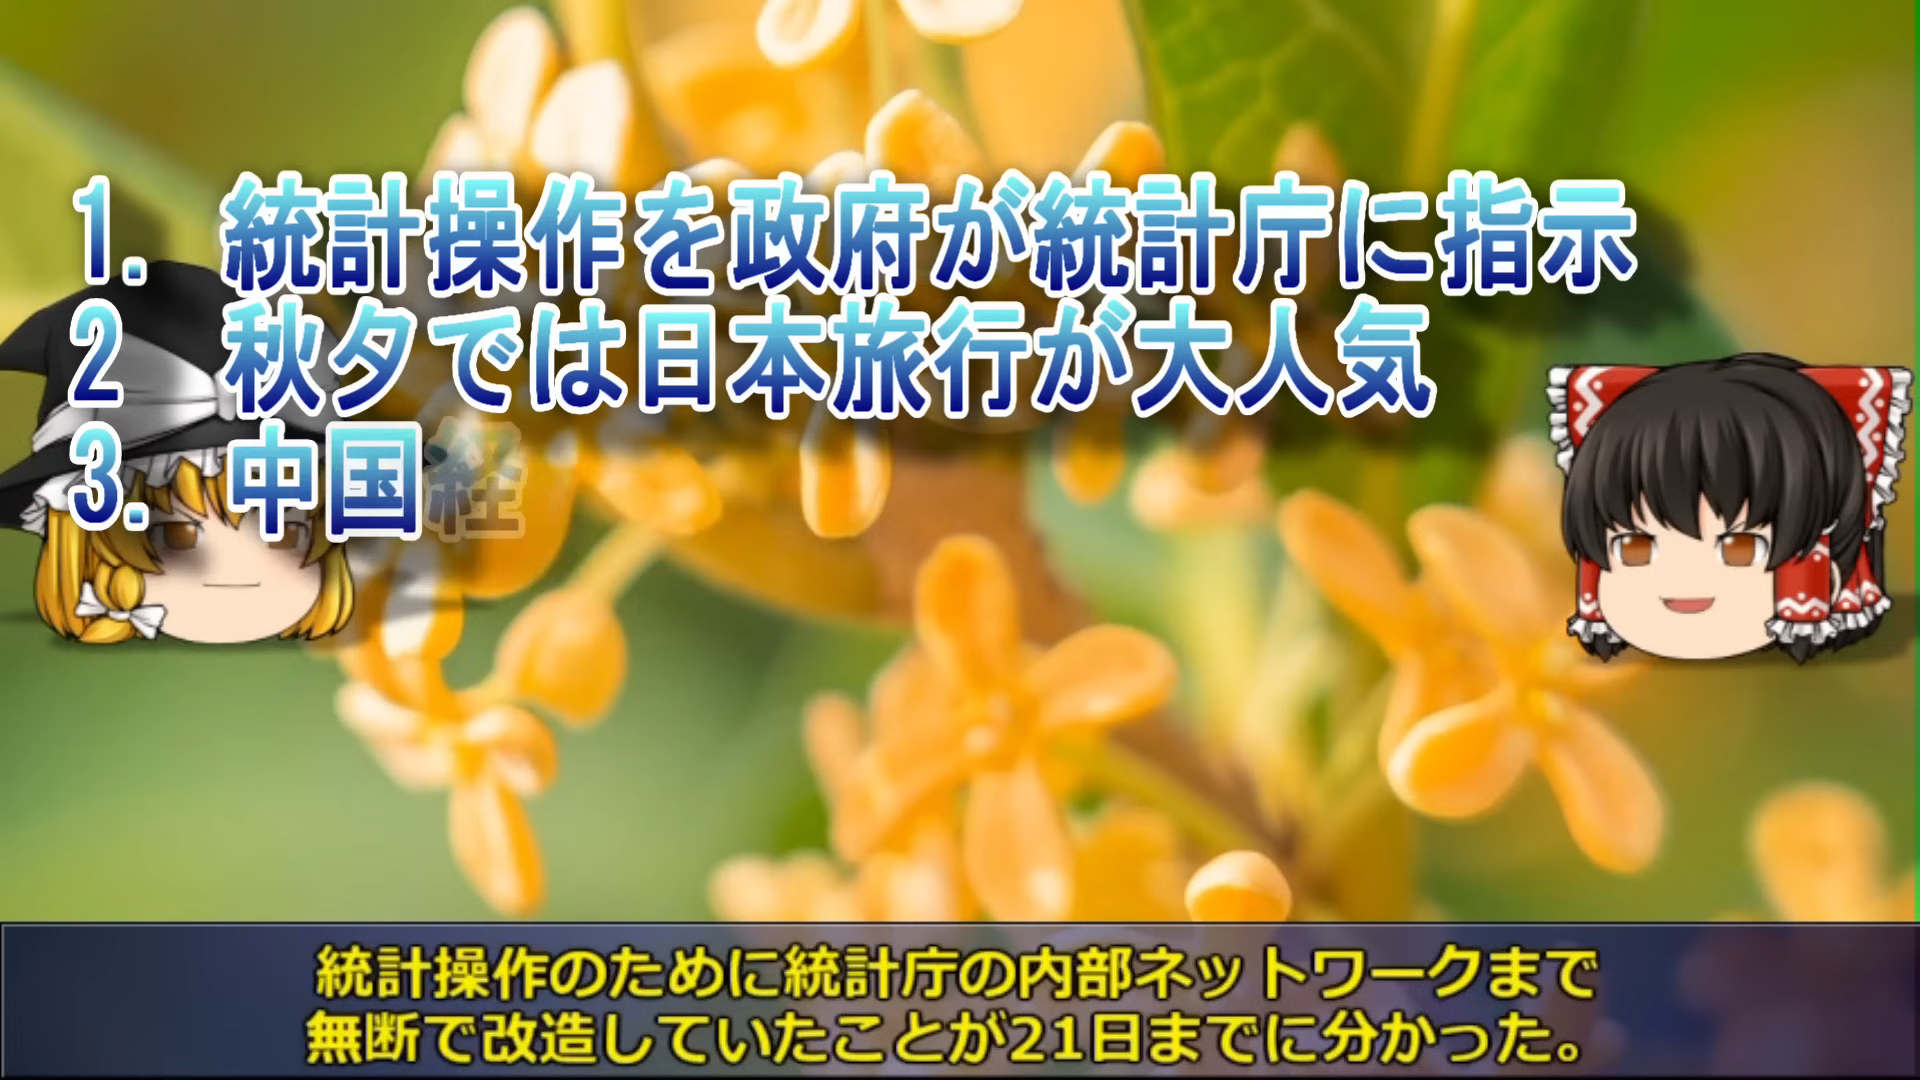 1. 統計操作を政府が統計庁に指示
2 秋夕では日本旅行が大人気
3. 中国経
統計操作のために統計庁の内部ネットワークまで
無断で改造していたことが21日までに分かった。